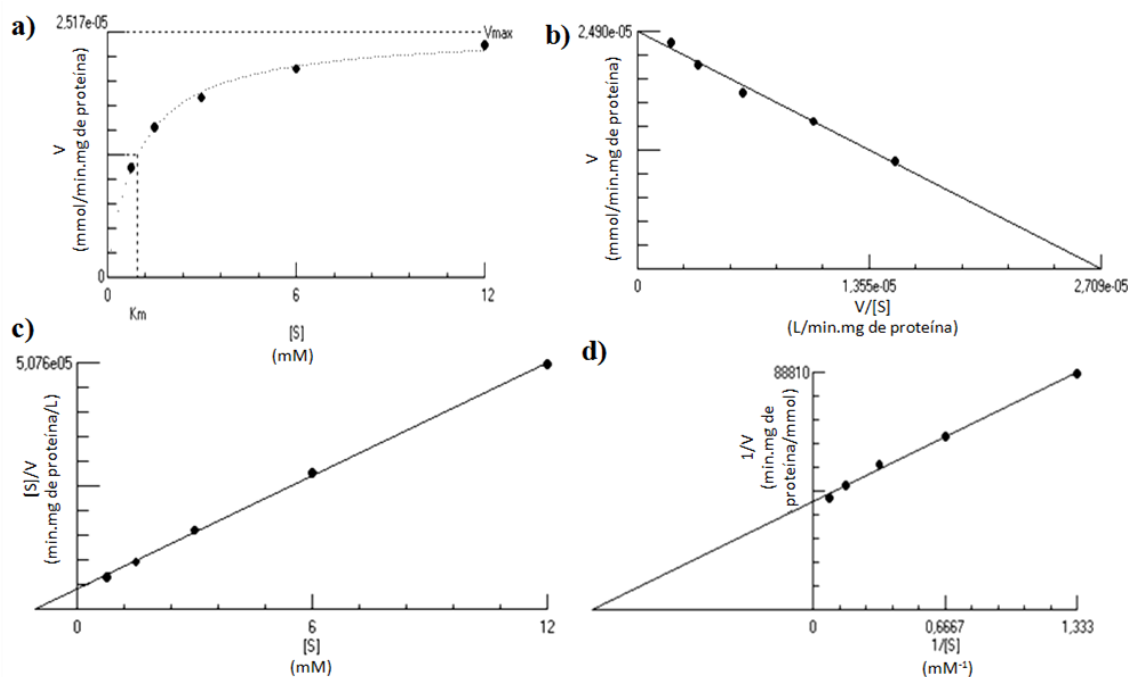 a)
2,517e-05
Vmax
V
(mmol/min.mg de proteína)
0
0
6
12
Km
[S]
(mM)
b)
2,490e-05
V
(mmol/min.mg de proteína)
0
1,355e-05
2,709e-05
V/[S]
(L/min.mg de proteína)
c)
5,076e05
[S]/V
(min.mg de proteína/L)
0
6
12
[S]
(mM)
d)
88810
1/V
(min.mg de
proteína/mmol)
0
0,6667
1,333
1/[S]
(mM⁻¹)